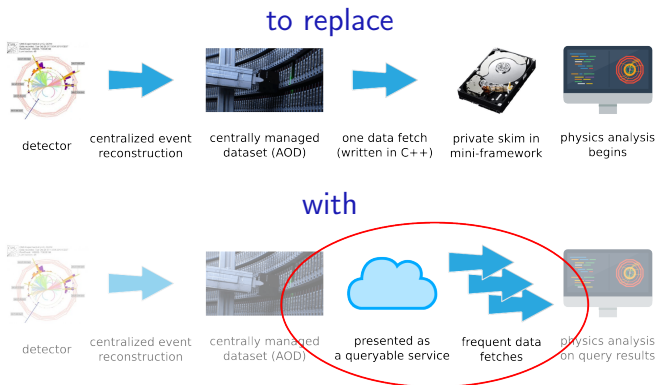 to replace
detector
centralized event
reconstruction
centrally managed
dataset (AOD)
one data fetch
(written in C++)
private skim in
mini-framework
physics analysis
begins
with
detector
centralized event
reconstruction
centrally managed
dataset (AOD)
presented as
a queryable service
frequent data
fetches
physics analysis
on query results